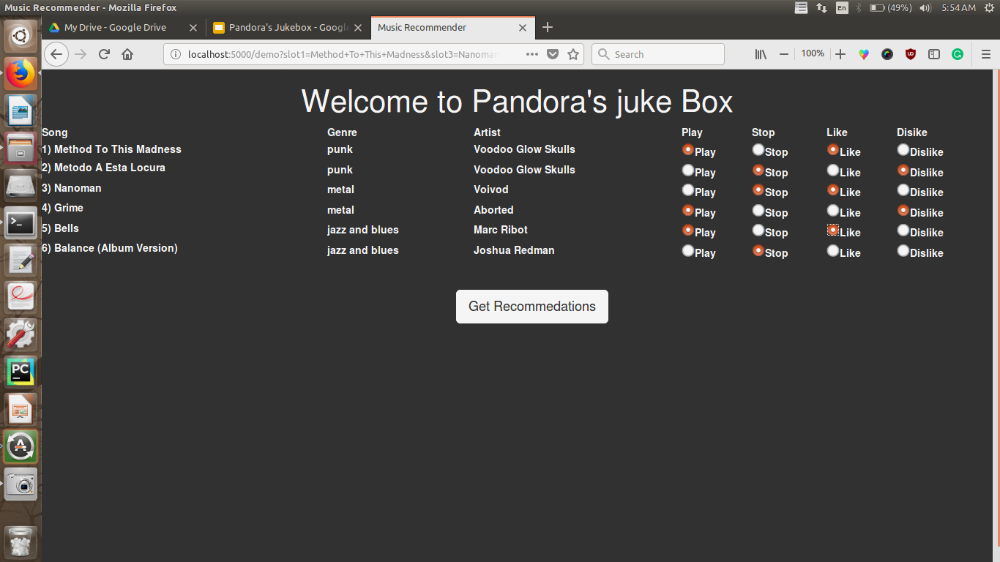 Music Recommender - Mozilla Firefox
En (49%) 5:54 AM
My Drive - Google Drive Pandora's Jukebox - Google Music Recommender
localhost:5000/demo?slot1=Method+To+This+Madness&slot3=Nanoman Search 100%
Welcome to Pandora's juke Box
Song Genre Artist Play Stop Like Disike
1) Method To This Madness punk Voodoo Glow Skulls Play Stop Like Dislike
2) Metodo A Esta Locura punk Voodoo Glow Skulls Play Stop Like Dislike
3) Nanoman metal Voivod Play Stop Like Dislike
4) Grime metal Aborted Play Stop Like Dislike
5) Bells jazz and blues Marc Ribot Play Stop Like Dislike
6) Balance (Album Version) jazz and blues Joshua Redman Play Stop Like Dislike
Get Recommedations
PC